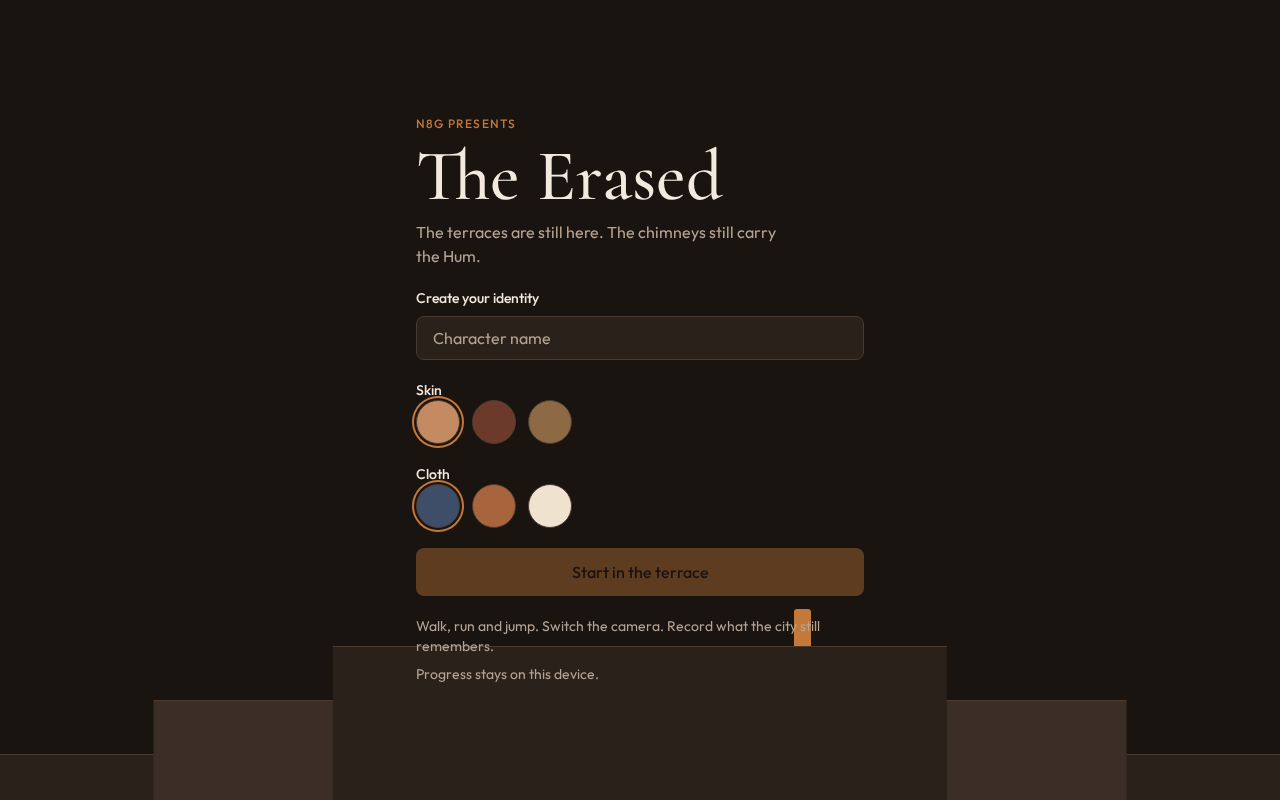 N8G PRESENTS
The Erased
The terraces are still here. The chimneys still carry
the Hum.
Create your identity
Character name
Skin
Cloth
Start in the terrace
Walk, run and jump. Switch the camera. Record what the city still
remembers.
Progress stays on this device.